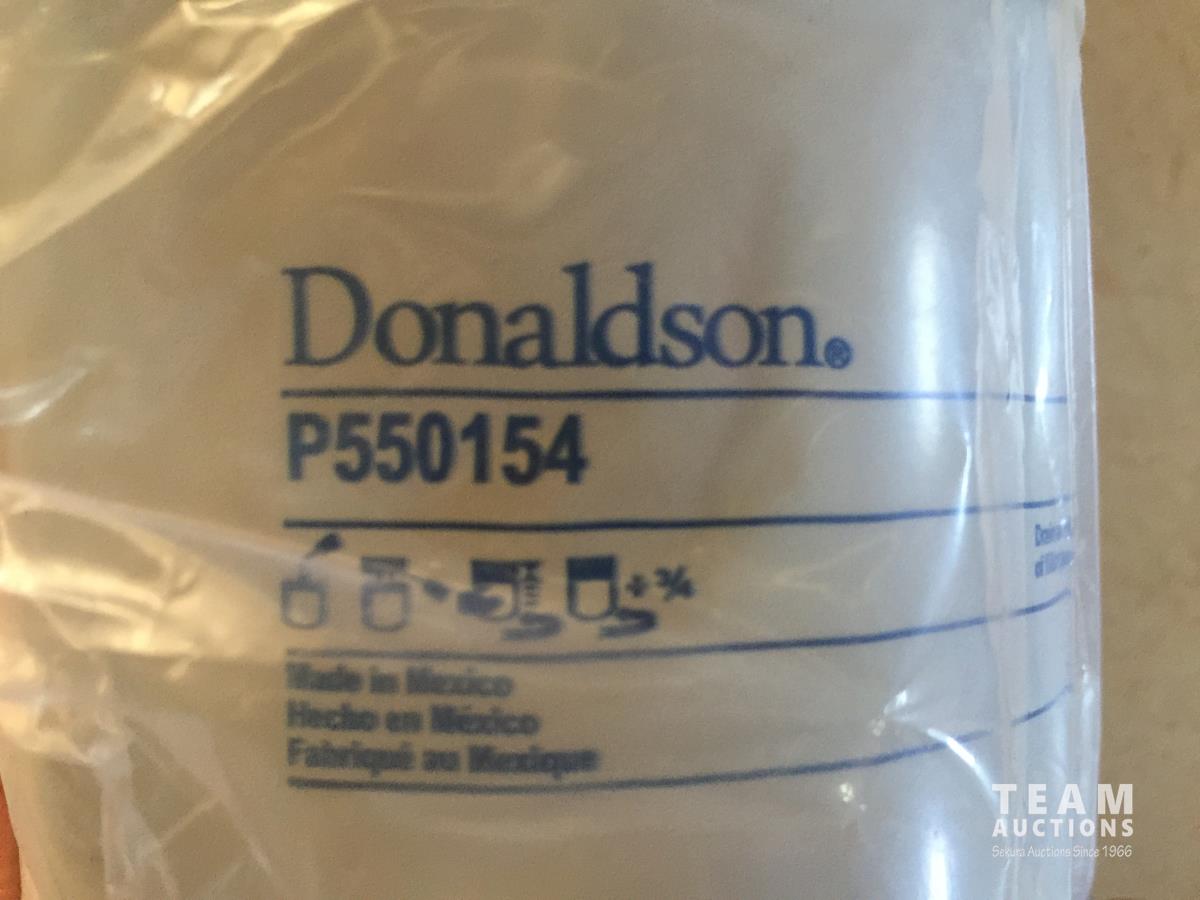 Donaldson®
P550154
+ 3/4
Made in Mexico
Hecho en México
Fabriqué au Mexique
TEAM
AUCTIONS
Sekura Auctions Since 1966